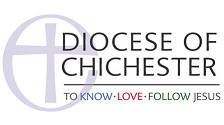 DIOCESE OF
CHICHESTER
TO KNOW·LOVE·FOLLOW JESUS